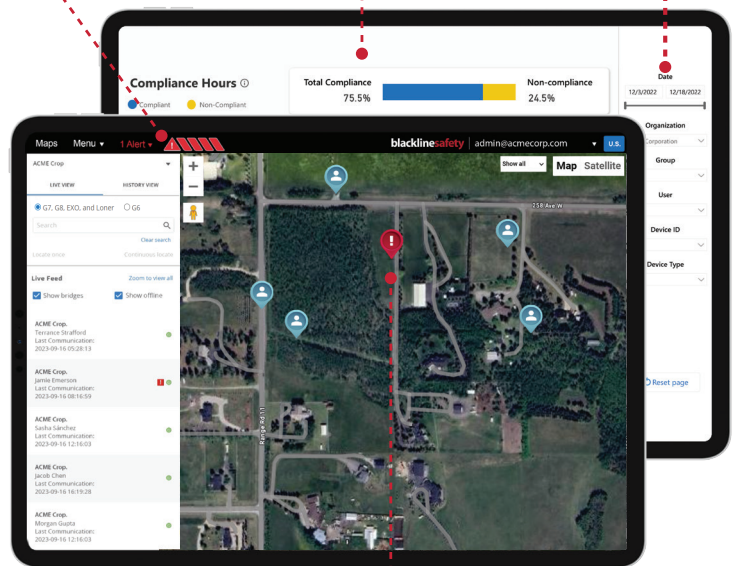 Compliance Hours
Compliant
Non-Compliant
Total Compliance
75.5%
Non-compliance
24.5%
Date
12/3/2022
12/18/2022
Organization
Corporation
Group
User
Device ID
Device Type
Reset page
Maps
Menu
1 Alert
blacklinesafety
admin@acmecorp.com
U.S.
ACME Crop
LIVE VIEW
HISTORY VIEW
G7, G8, EXO, and Loner
G6
Search
Clear search
Locate once
Continuous locate
Live Feed
Zoom to view all
Show bridges
Show offline
ACME Crop.
Terrance Strafford
Last Communication:
2023-09-16 05:28:13
ACME Crop.
Jamie Emerson
Last Communication:
2023-09-16 08:16:59
ACME Crop.
Sasha Sánchez
Last Communication:
2023-09-16 12:16:03
ACME Crop.
Jacob Chen
Last Communication:
2023-09-16 16:19:28
ACME Crop.
Morgan Gupta
Last Communication:
2023-09-16 12:16:03
Show all
Map
Satellite
258 Ave W
Range Rd 11